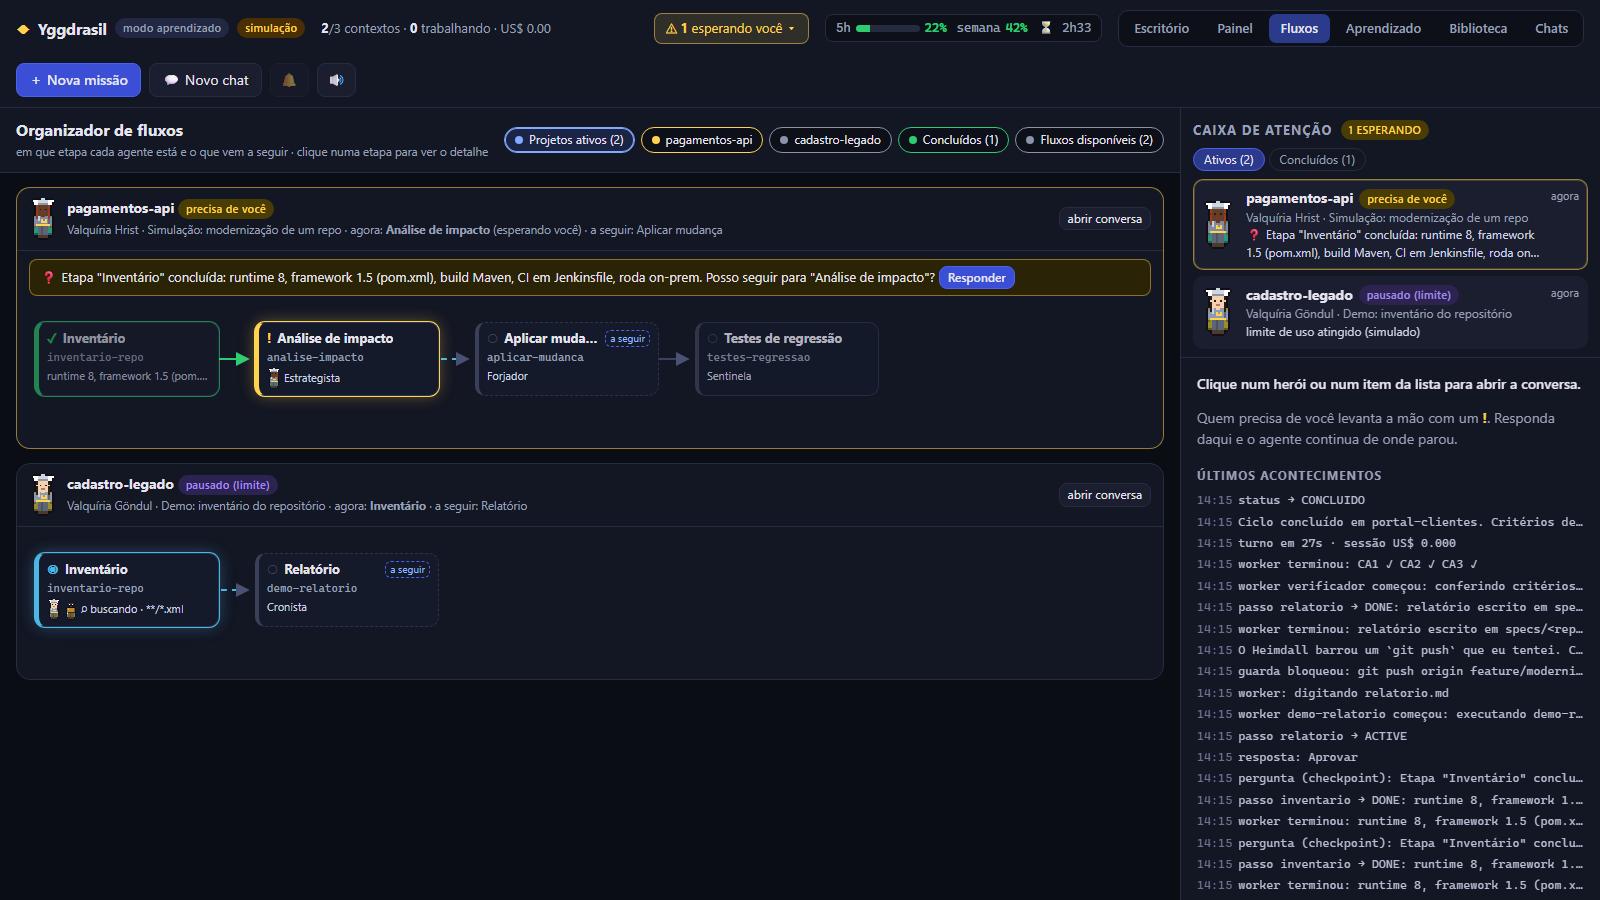 Yggdrasil
modo aprendizado
simulação
2/3 contextos · 0 trabalhando · US$ 0.00
⚠ 1 esperando você
5h 22% semana 42% ⌛ 2h33
Escritório
Painel
Fluxos
Aprendizado
Biblioteca
Chats
+ Nova missão
Novo chat
Organizador de fluxos
em que etapa cada agente está e o que vem a seguir · clique numa etapa para ver o detalhe
Projetos ativos (2)
pagamentos-api
cadastro-legado
Concluídos (1)
Fluxos disponíveis (2)
pagamentos-api precisa de você
Valquíria Hrist · Simulação: modernização de um repo · agora: Análise de impacto (esperando você) · a seguir: Aplicar mudança
abrir conversa
❓ Etapa "Inventário" concluída: runtime 8, framework 1.5 (pom.xml), build Maven, CI em Jenkinsfile, roda on-prem. Posso seguir para "Análise de impacto"? Responder
✓ Inventário
inventario-repo
runtime 8, framework 1.5 (pom....
! Análise de impacto
analise-impacto
Estrategista
Aplicar muda... a seguir
aplicar-mudanca
Forjador
Testes de regressão
testes-regressao
Sentinela
cadastro-legado pausado (limite)
Valquíria Göndul · Demo: inventário do repositório · agora: Inventário · a seguir: Relatório
abrir conversa
Inventário
inventario-repo
buscando · **/*.xml
Relatório a seguir
demo-relatorio
Cronista
CAIXA DE ATENÇÃO 1 ESPERANDO
Ativos (2)
Concluídos (1)
pagamentos-api precisa de você agora
Valquíria Hrist · Simulação: modernização de um repo
❓ Etapa "Inventário" concluída: runtime 8, framework
1.5 (pom.xml), build Maven, CI em Jenkinsfile, roda on...
cadastro-legado pausado (limite) agora
Valquíria Göndul · Demo: inventário do repositório
limite de uso atingido (simulado)
Clique num herói ou num item da lista para abrir a conversa.
Quem precisa de você levanta a mão com um !. Responda
daqui e o agente continua de onde parou.
ÚLTIMOS ACONTECIMENTOS
14:15 status → CONCLUIDO
14:15 Ciclo concluído em portal-clientes. Critérios de…
14:15 turno em 27s · sessão US$ 0.000
14:15 worker terminou: CA1 ✓ CA2 ✓ CA3 ✓
14:15 worker verificador começou: conferindo critérios…
14:15 passo relatorio → DONE: relatório escrito em spe…
14:15 worker terminou: relatório escrito em specs/<rep…
14:15 O Heimdall barrou um `git push` que eu tentei. C…
14:15 guarda bloqueou: git push origin feature/moderni…
14:15 worker: digitando relatorio.md
14:15 worker demo-relatorio começou: executando demo-r…
14:15 passo relatorio → ACTIVE
14:15 resposta: Aprovar
14:15 pergunta (checkpoint): Etapa "Inventário" conclu…
14:15 passo inventario → DONE: runtime 8, framework 1.…
14:15 worker terminou: runtime 8, framework 1.5 (pom.x…
14:15 pergunta (checkpoint): Etapa "Inventário" conclu…
14:15 passo inventario → DONE: runtime 8, framework 1.…
14:15 worker terminou: runtime 8, framework 1.5 (pom.x…